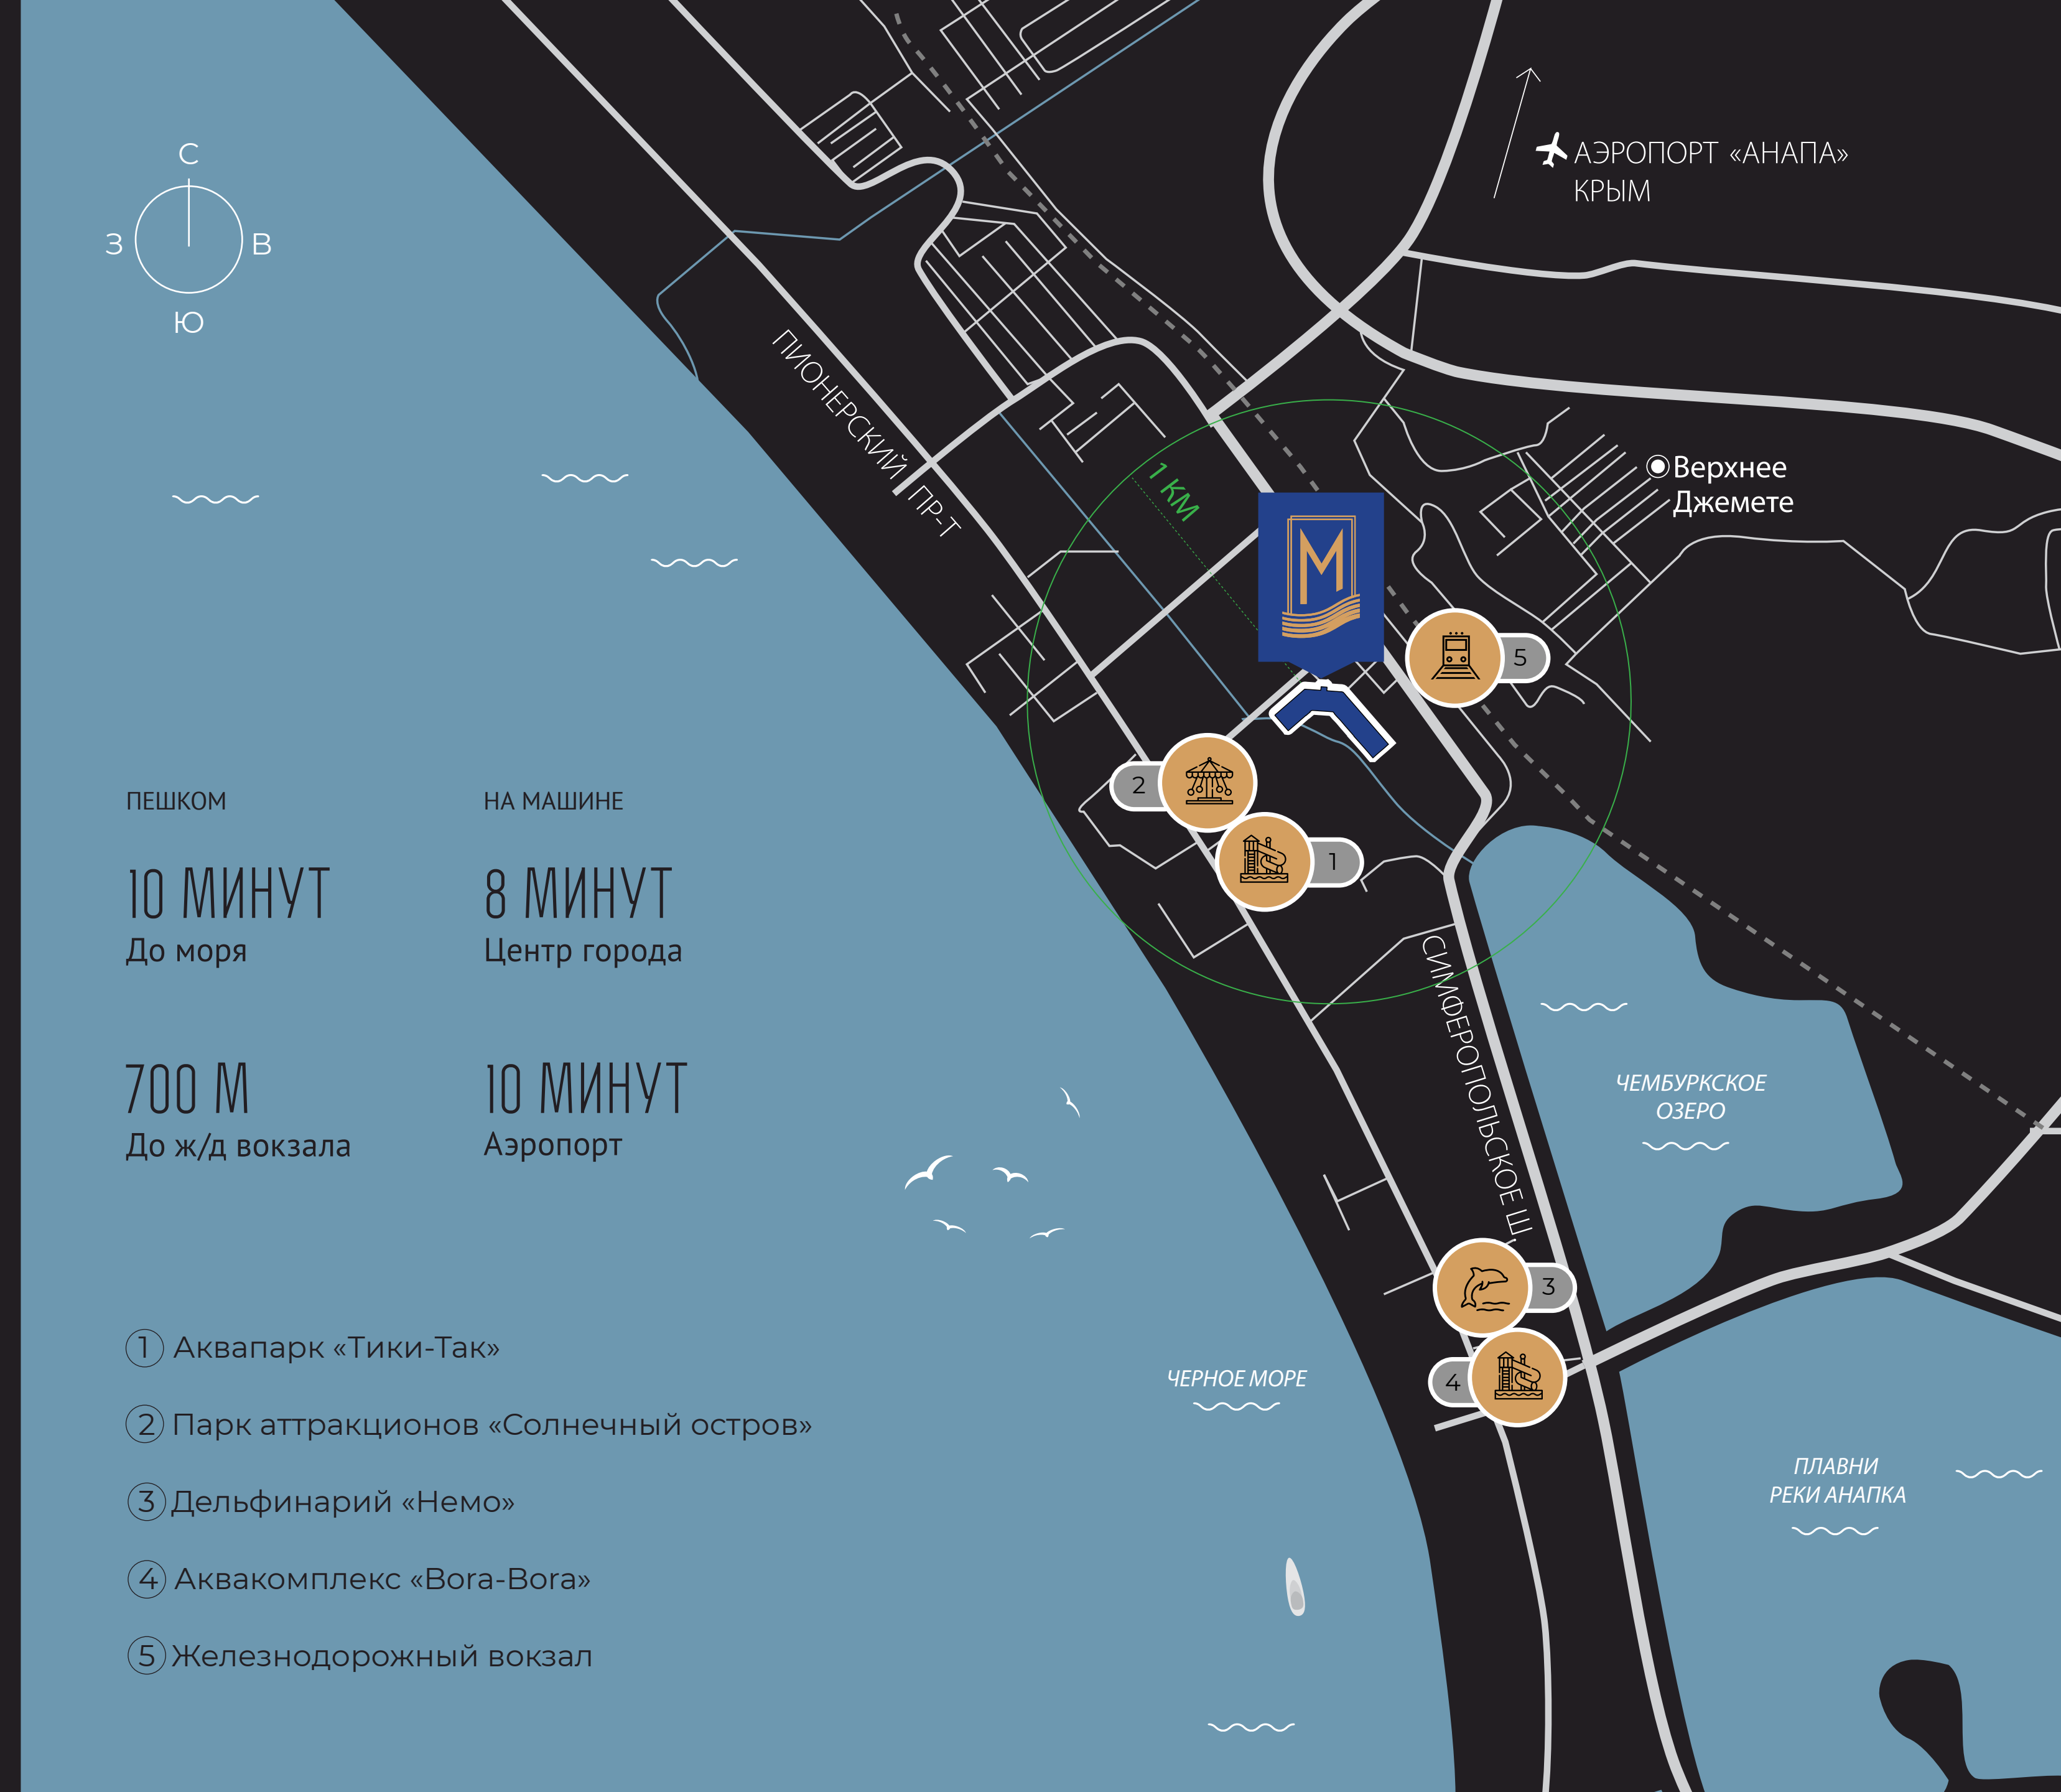 С
З
В
Ю
АЭРОПОРТ «АНАПА»
КРЫМ
ПИОНЕРСКИЙ ПР-Т
1 КМ
М
Верхнее
Джемете
5
2
1
СИМФЕРОПОЛЬСКОЕ Ш.
ЧЕМБУРКСКОЕ
ОЗЕРО
3
4
ЧЕРНОЕ МОРЕ
ПЛАВНИ
РЕКИ АНАПКА
ПЕШКОМ
10 МИНУТ
До моря
700 М
До ж/д вокзала
НА МАШИНЕ
8 МИНУТ
Центр города
10 МИНУТ
Аэропорт
1 Аквапарк «Тики-Так»
2 Парк аттракционов «Солнечный остров»
3 Дельфинарий «Немо»
4 Аквакомплекс «Bora-Bora»
5 Железнодорожный вокзал